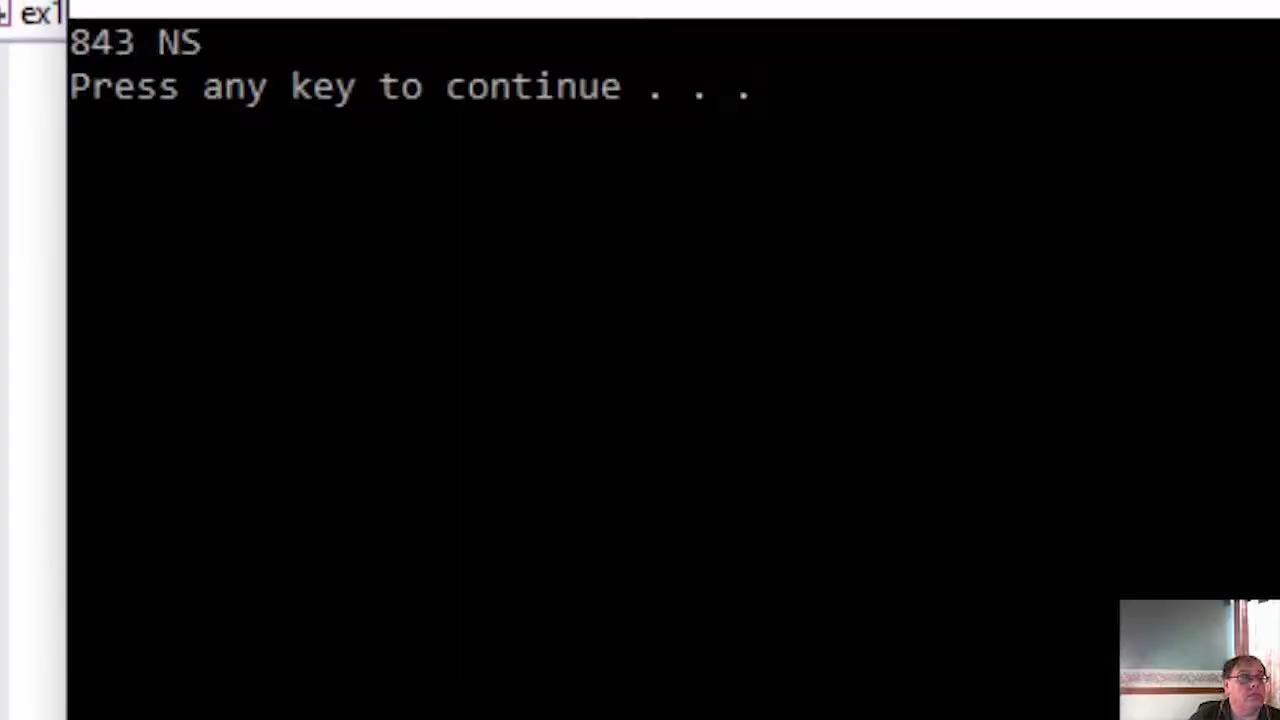 ex1
843 NS
Press any key to continue . . .